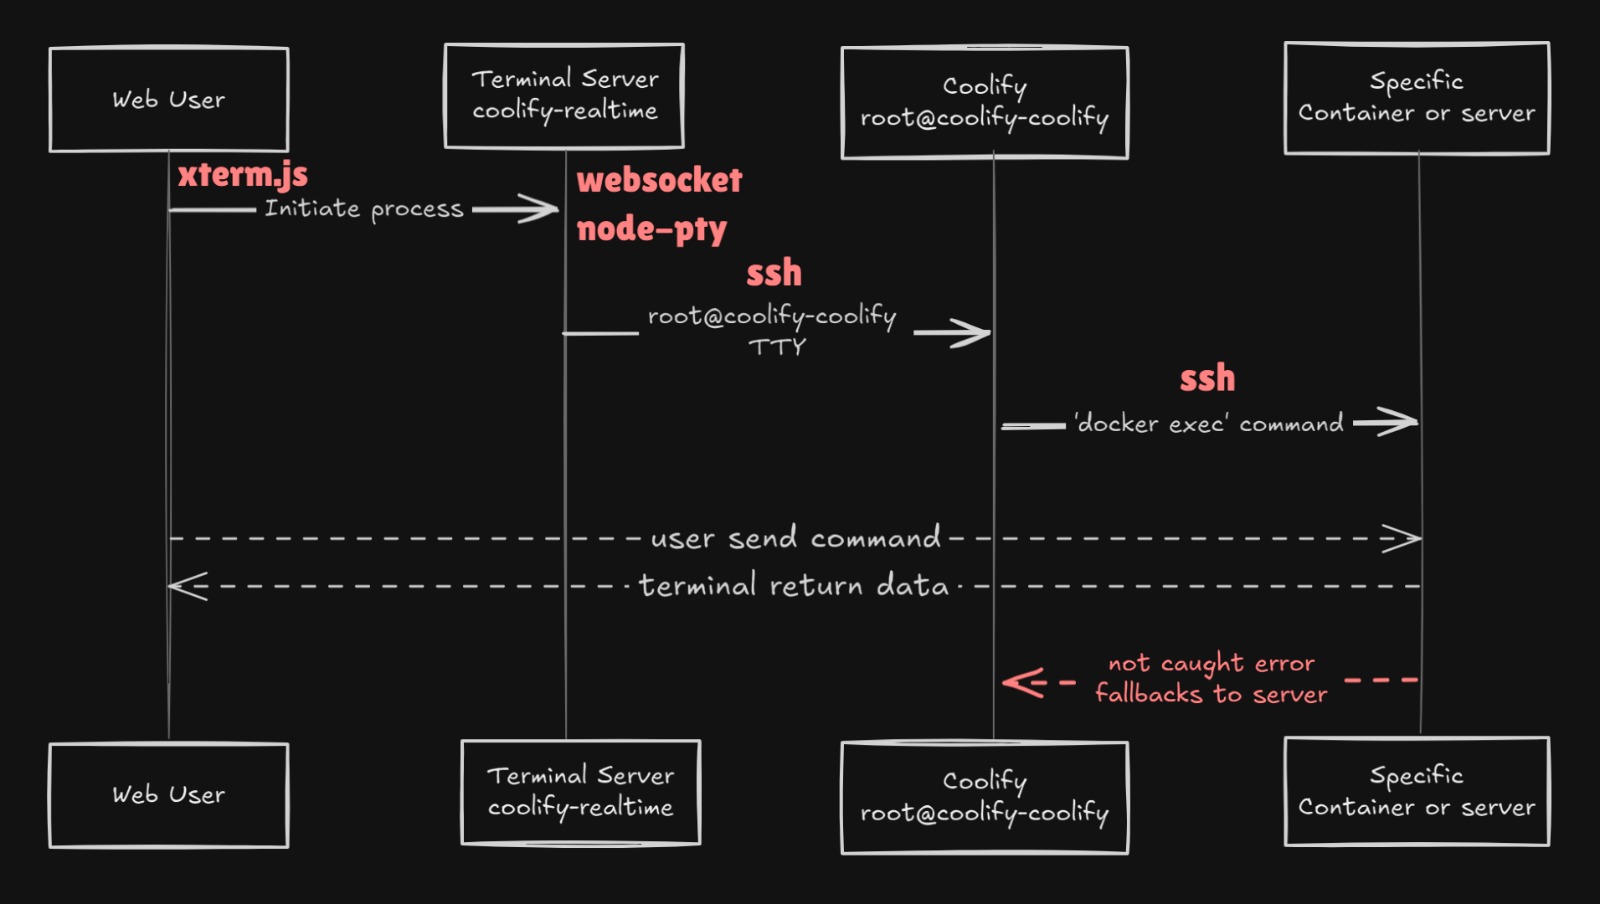 Web User
Terminal Server
coolify-realtime
Coolify
root@coolify-coolify
Specific
Container or server
xterm.js
Initiate process
websocket
node-pty
ssh
root@coolify-coolify
TTY
ssh
'docker exec' command
user send command
terminal return data
not caught error
fallbacks to server
Web User
Terminal Server
coolify-realtime
Coolify
root@coolify-coolify
Specific
Container or server